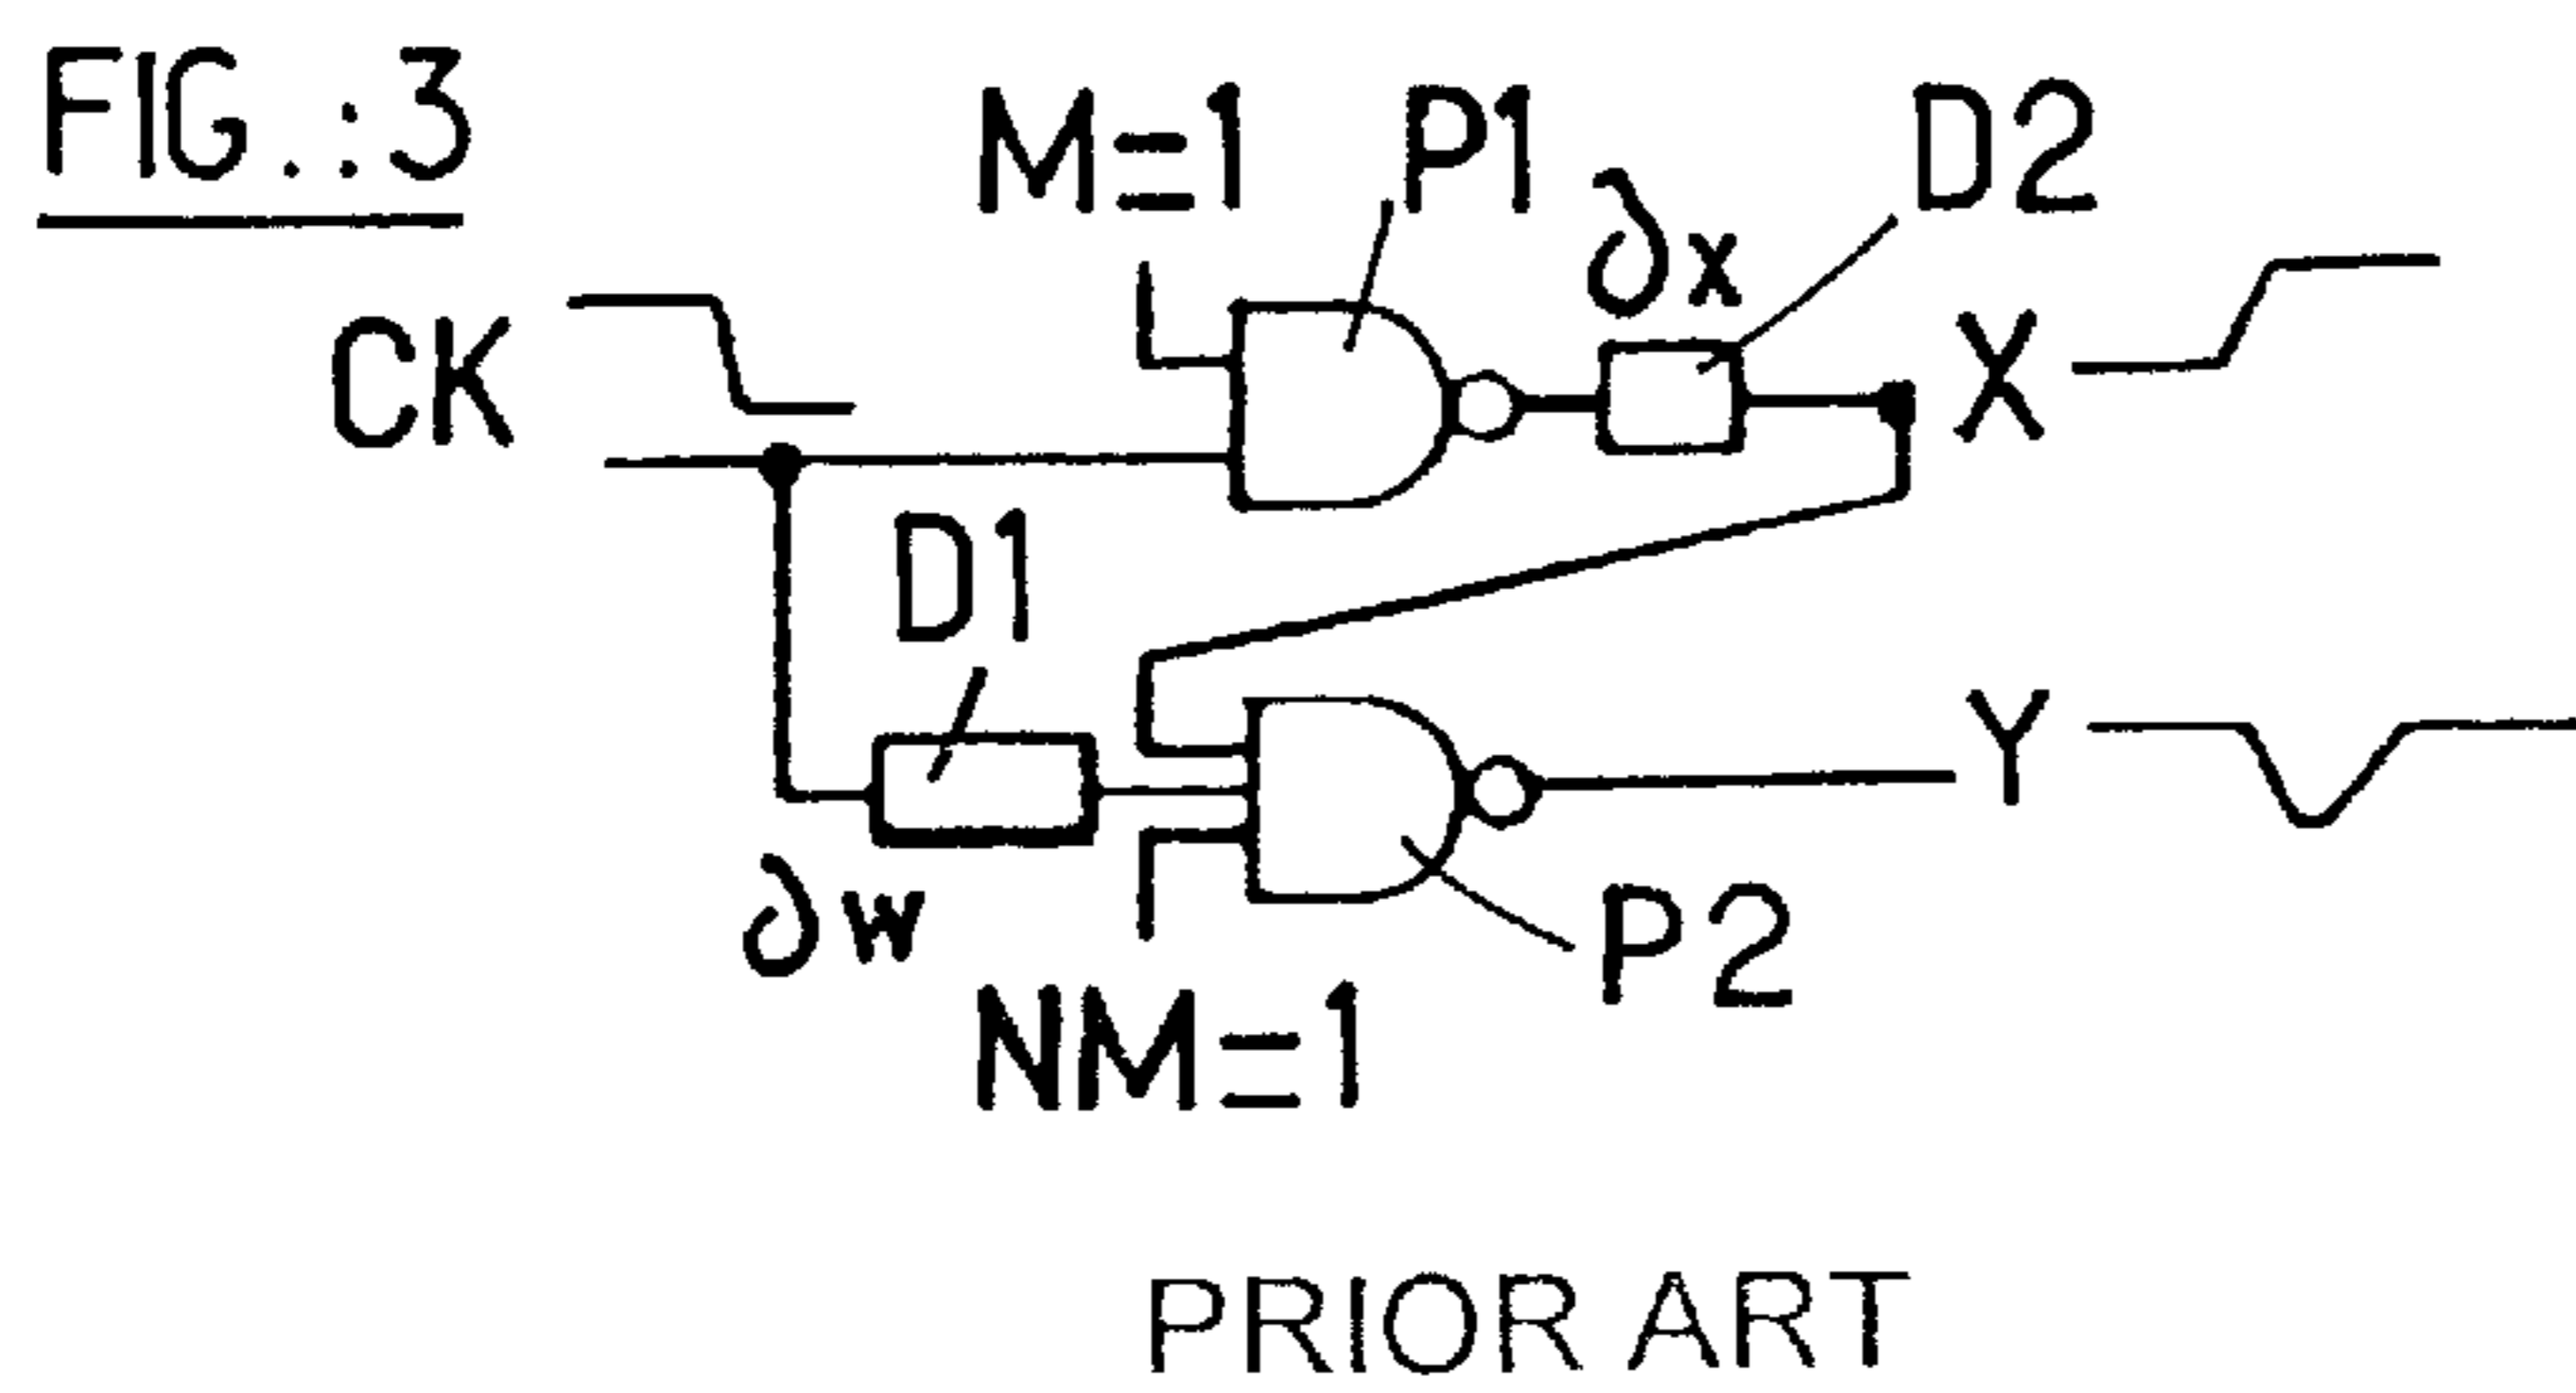 FIG.:3
M=1
P1
D2
∂x
CK
X
D1
Y
∂w
P2
NM=1
PRIOR ART